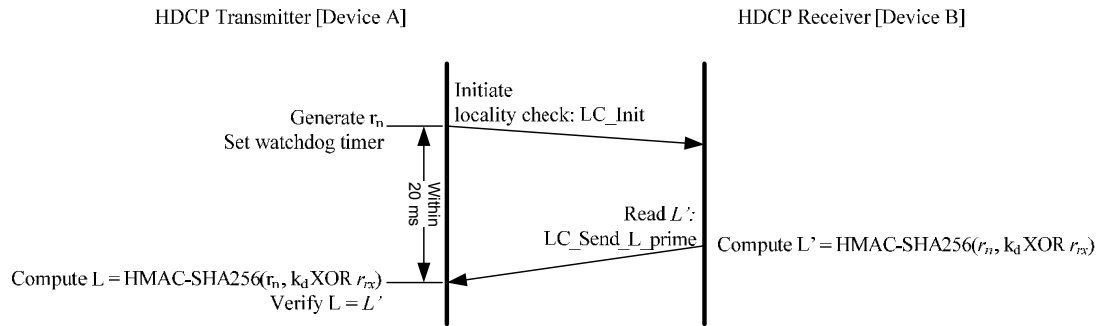 HDCP Transmitter [Device A]
HDCP Receiver [Device B]
Initiate
locality check: LC_Init
Generate rn
Set watchdog timer
Within
20 ms
Read L’:
LC_Send_L_prime
Compute L’ = HMAC-SHA256(rn, kd XOR rrx)
Compute L = HMAC-SHA256(rn, kd XOR rrx)
Verify L = L’